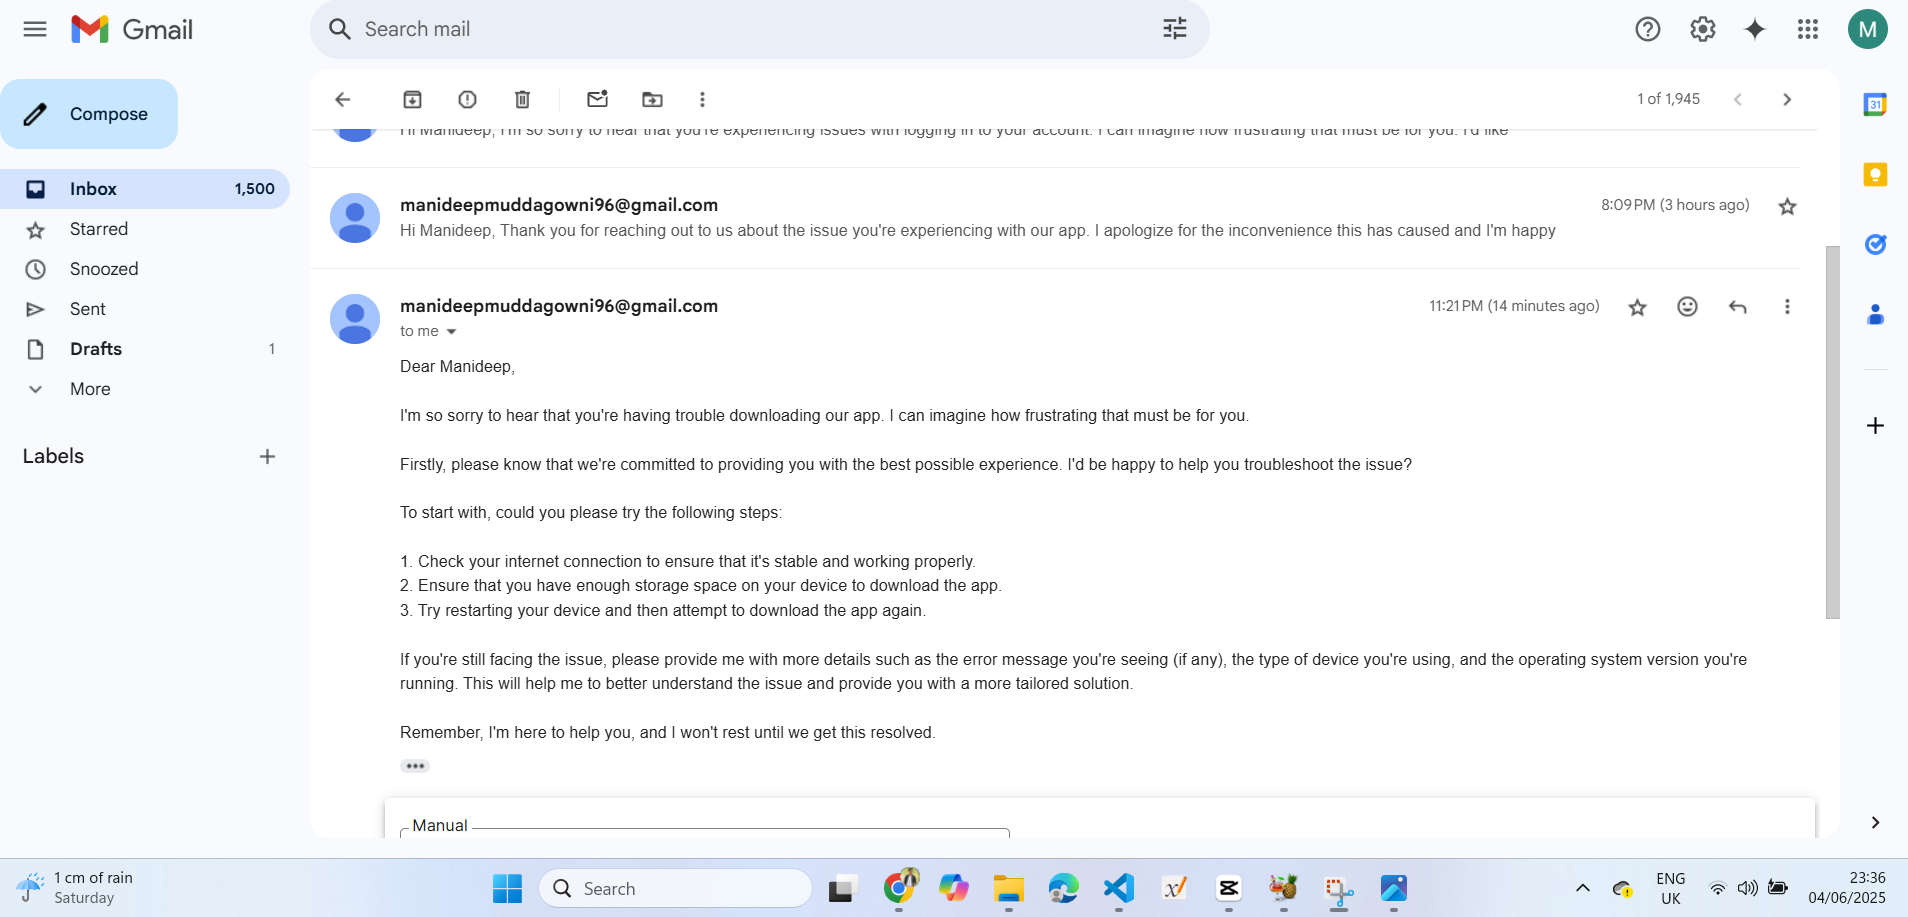 Gmail
Search mail
M
Compose
1 of 1,945
31
Hi Manideep, I'm so sorry to hear that you're experiencing issues with logging in to your account. I can imagine how frustrating that must be for you. I'd like
Inbox 1,500
Starred
Snoozed
Sent
Drafts 1
More
Labels
manideepmuddagowni96@gmail.com 8:09 PM (3 hours ago)
Hi Manideep, Thank you for reaching out to us about the issue you're experiencing with our app. I apologize for the inconvenience this has caused and I'm happy
manideepmuddagowni96@gmail.com 11:21 PM (14 minutes ago)
to me
Dear Manideep,
I'm so sorry to hear that you're having trouble downloading our app. I can imagine how frustrating that must be for you.
Firstly, please know that we're committed to providing you with the best possible experience. I'd be happy to help you troubleshoot the issue?
To start with, could you please try the following steps:
1. Check your internet connection to ensure that it's stable and working properly.
2. Ensure that you have enough storage space on your device to download the app.
3. Try restarting your device and then attempt to download the app again.
If you're still facing the issue, please provide me with more details such as the error message you're seeing (if any), the type of device you're using, and the operating system version you're
running. This will help me to better understand the issue and provide you with a more tailored solution.
Remember, I'm here to help you, and I won't rest until we get this resolved.
Manual
1 cm of rain
Saturday
Search
ENG
UK
23:36
04/06/2025